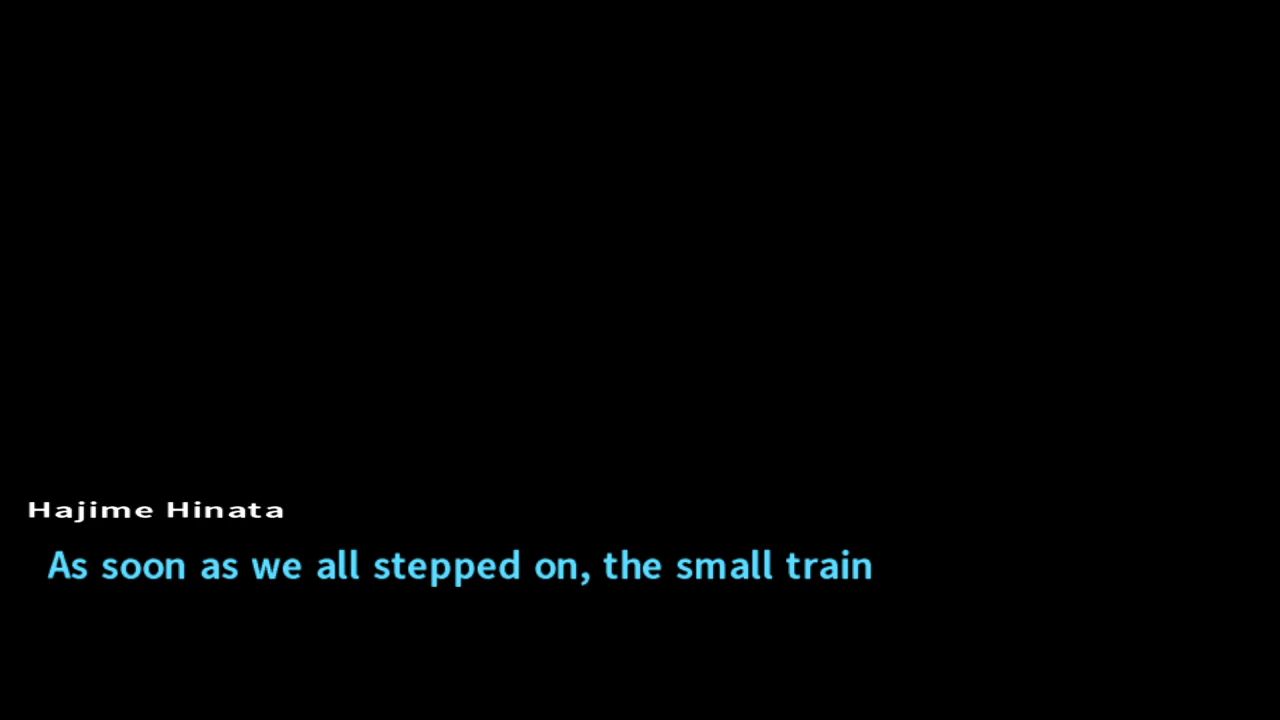 Hajime Hinata
As soon as we all stepped on, the small train